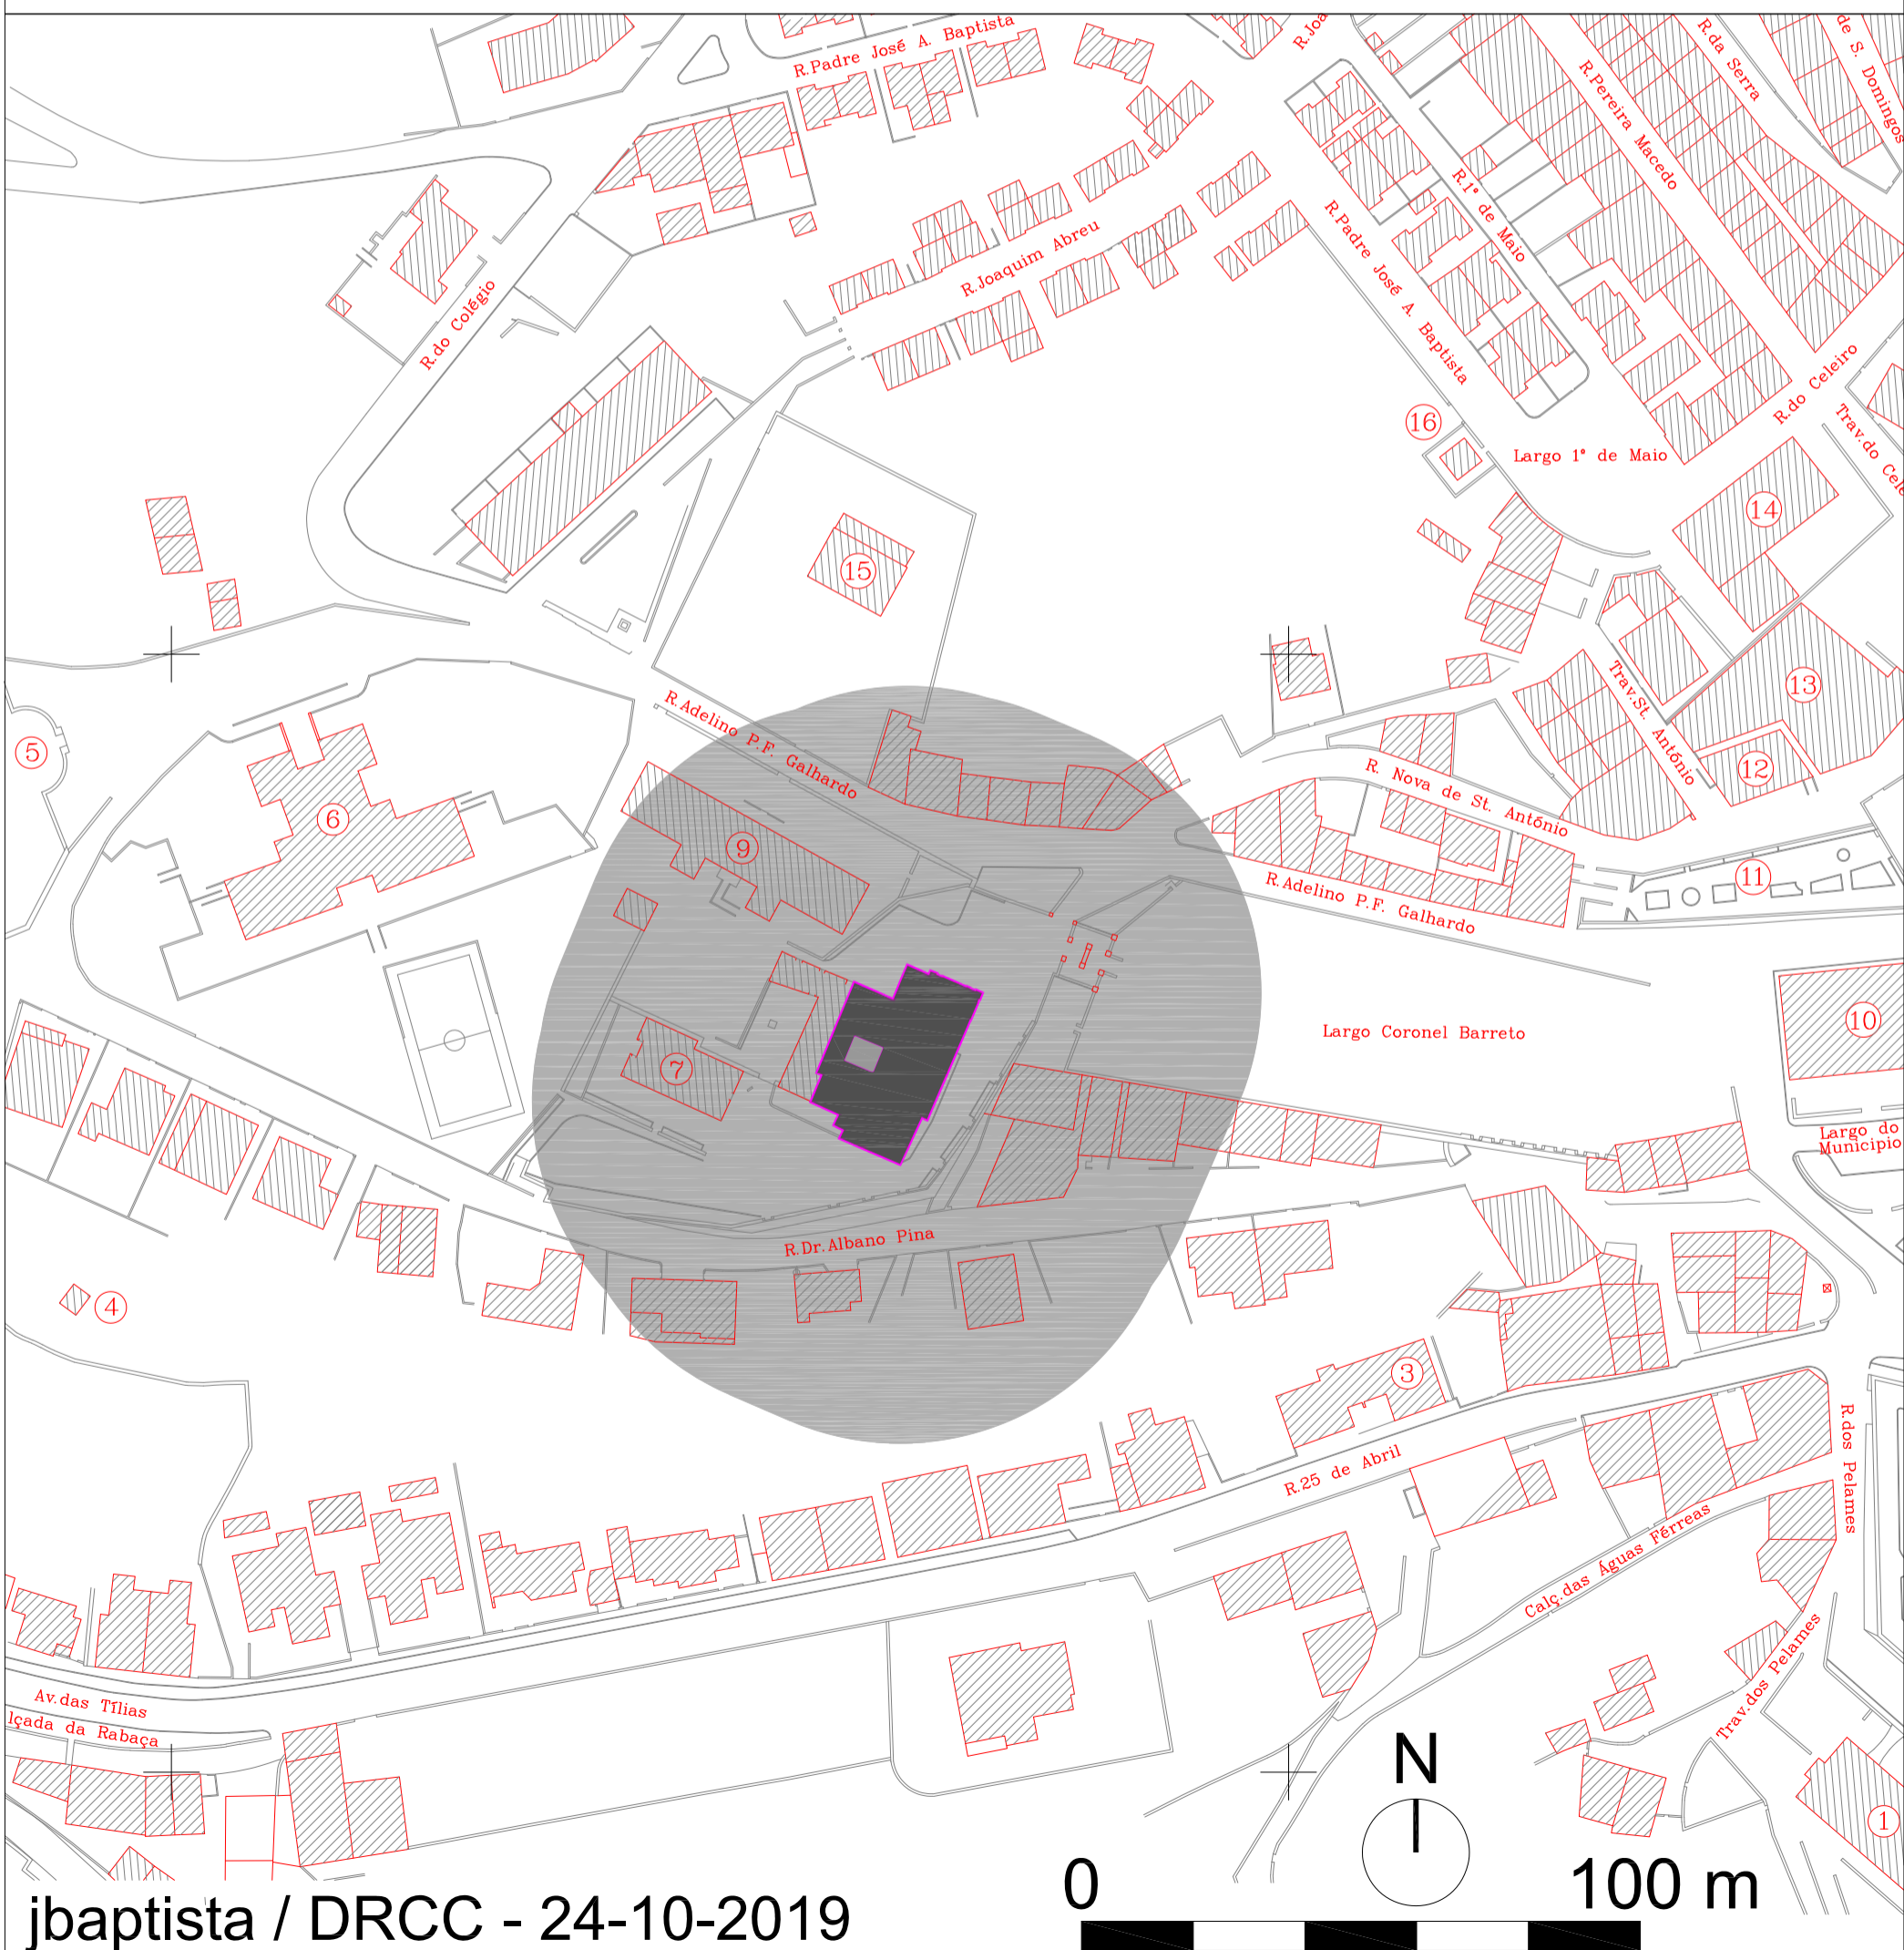 R.Padre José A. Baptista
R.Joa
R.da Serra
de S. Domingos
R.Pereira Macedo
R.1º de Maio
R.Padre José A. Baptista
R.Joaquim Abreu
R.do Colégio
R.do Celeiro
Trav.do Cele
16
Largo 1º de Maio
14
15
13
12
Trav.St. António
R.Adelino P.F. Galhardo
R. Nova de St. António
5
6
9
11
R.Adelino P.F. Galhardo
10
Largo Coronel Barreto
7
Largo do
Municipio
R.Dr.Albano Pina
4
3
R.25 de Abril
R.dos Pelames
Calç.das Águas Férreas
Trav.dos Pelames
Av.das Tílias
lçada da Rabaça
1
N
0
100 m
jbaptista / DRCC - 24-10-2019